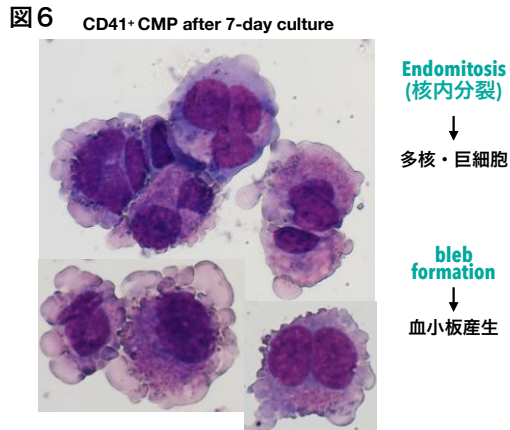 図6
CD41+ CMP after 7-day culture
Endomitosis
(核内分裂)
多核・巨細胞
bleb
formation
血小板産生